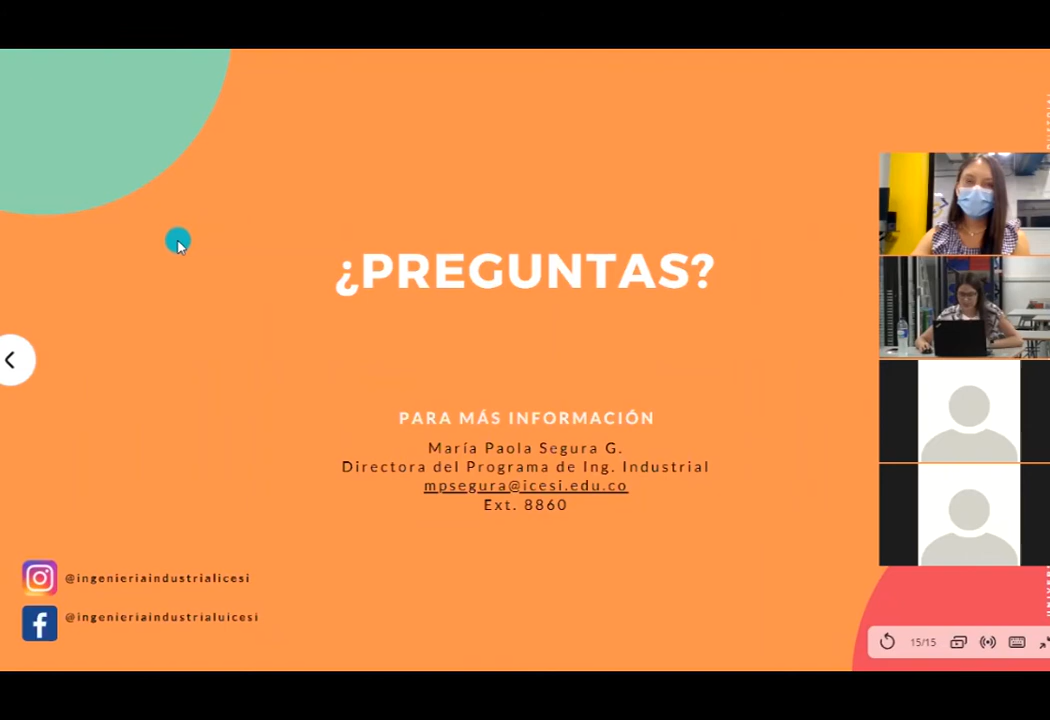 ¿PREGUNTAS?
PARA MÁS INFORMACIÓN
María Paola Segura G.
Directora del Programa de Ing. Industrial
mpsegura@icesi.edu.co
Ext. 8860
@ingenieriaindustrialicesi
@ingenieriaindustrialuicesi
15/15